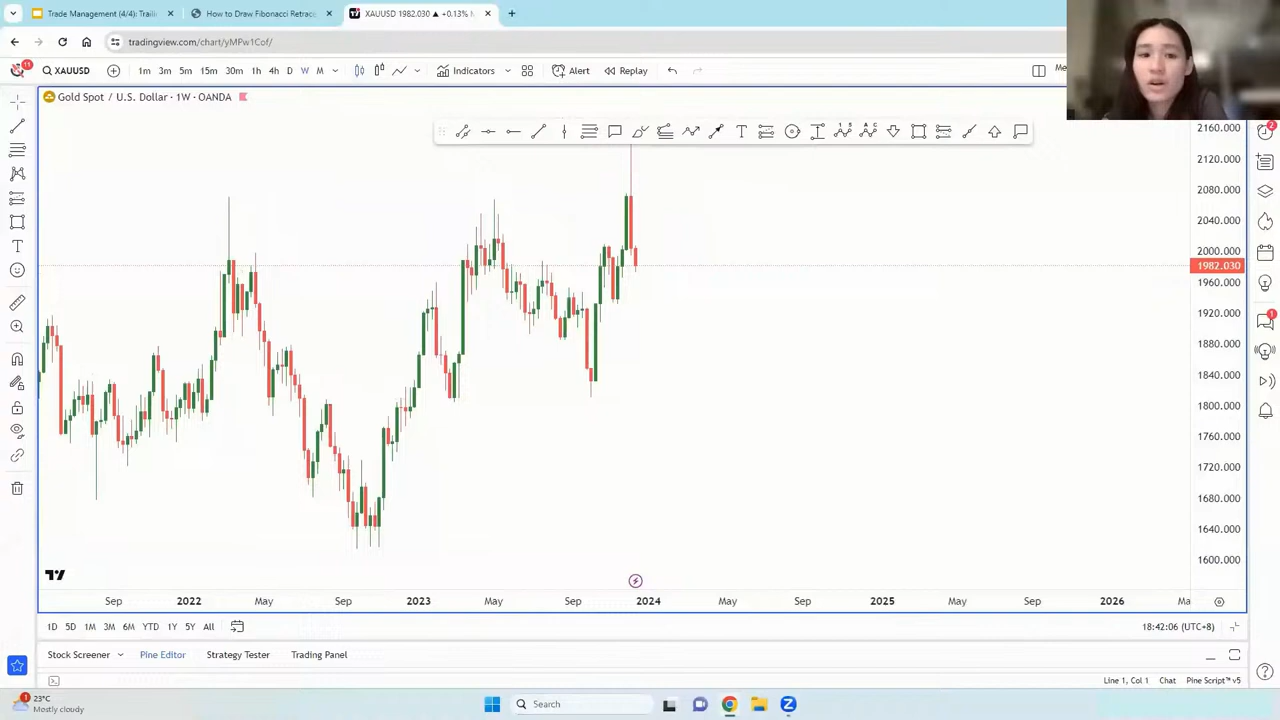 Trade Management (4/4): Traili
How to Draw Fibonacci Retrac
XAUUSD 1982.030 ▲ +0.13%
tradingview.com/chart/yMPw1Cof/
11
XAUUSD
1m 3m 5m 15m 30m 1h 4h D W M
Indicators
Alert
Replay
Gold Spot / U.S. Dollar · 1W · OANDA
2160.000
2120.000
2080.000
2040.000
2000.000
1982.030
1960.000
1920.000
1880.000
1840.000
1800.000
1760.000
1720.000
1680.000
1640.000
1600.000
2
1
Sep 2022 May Sep 2023 May Sep 2024 May Sep 2025 May Sep 2026 Ma
1D 5D 1M 3M 6M YTD 1Y 5Y All
18:42:06 (UTC+8)
Stock Screener
Pine Editor
Strategy Tester
Trading Panel
Line 1, Col 1
Chat
Pine Script™ v5
1
23°C
Mostly cloudy
Search